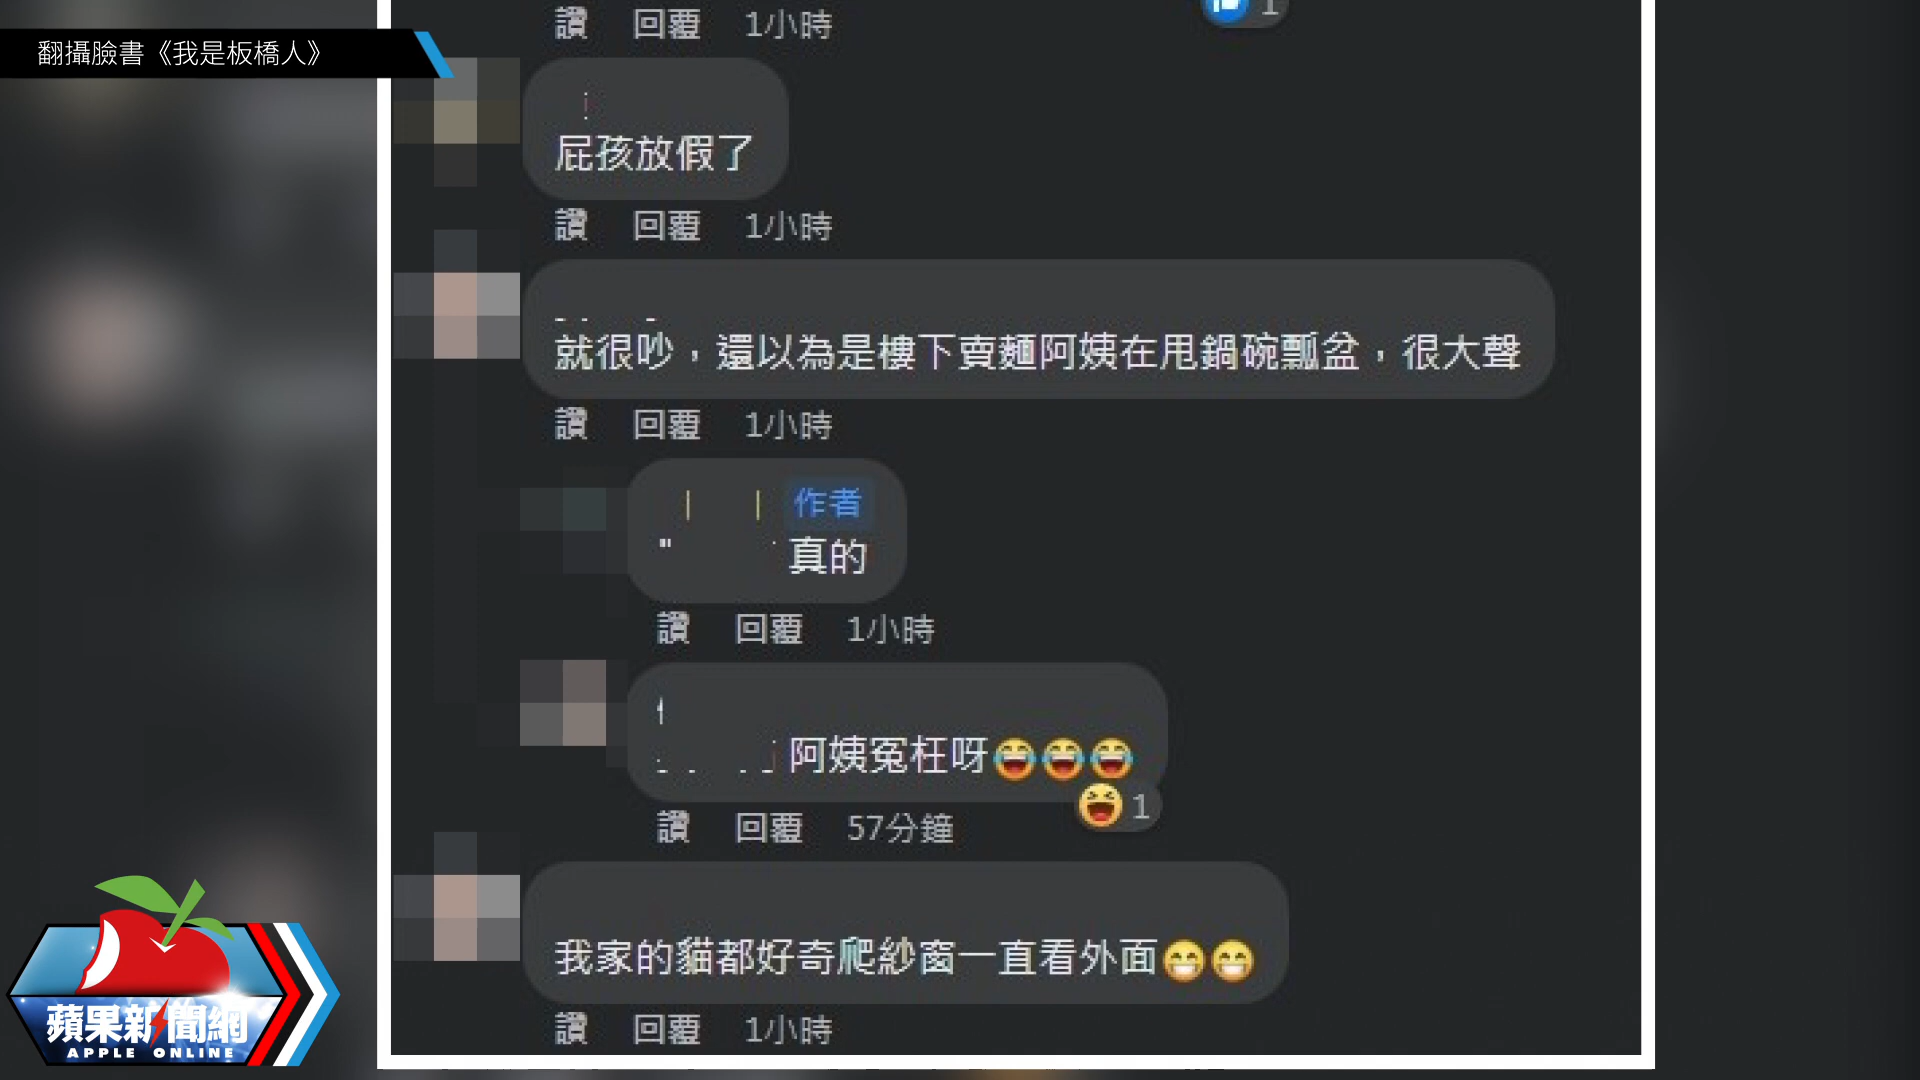 讚 回覆 1小時 1
翻攝臉書《我是板橋人》
屁孩放假了
讚 回覆 1小時
就很吵，還以為是樓下賣麵阿姨在甩鍋碗瓢盆，很大聲
讚 回覆 1小時
作者
真的
讚 回覆 1小時
阿姨冤枉呀😂😂😂
😆 1
讚 回覆 57分鐘
我家的貓都好奇爬紗窗一直看外面😁😁
讚 回覆 1小時
蘋果新聞網
APPLE ONLINE